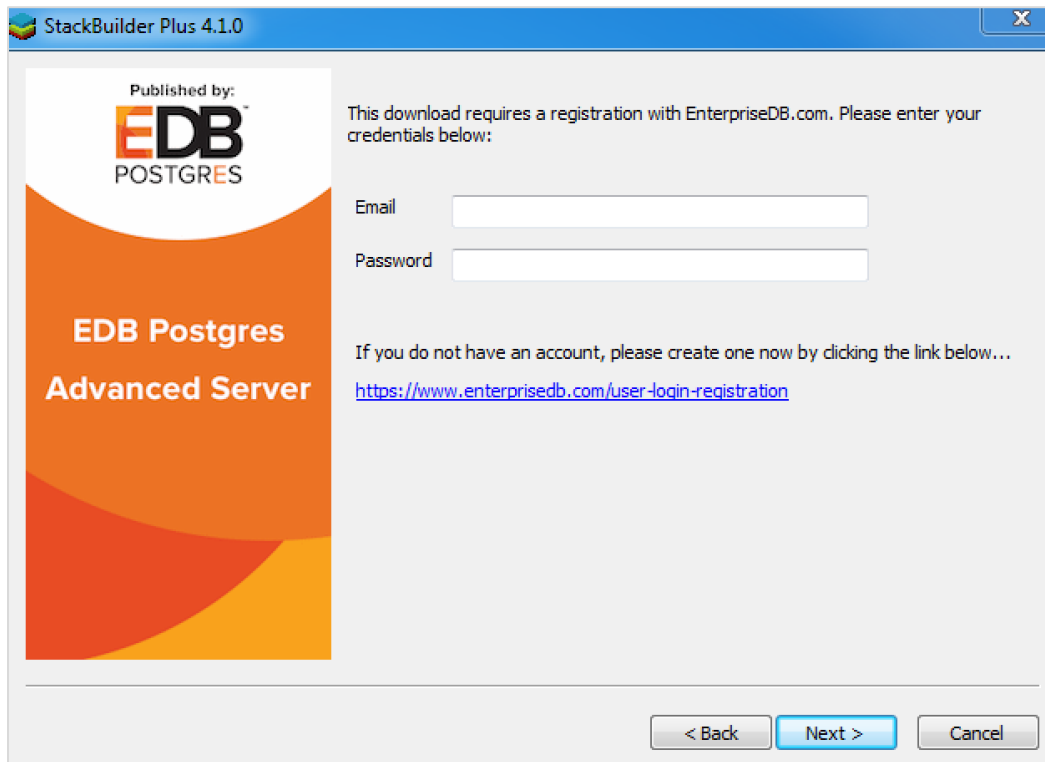 StackBuilder Plus 4.1.0
X
Published by:
EDB™
POSTGRES
EDB Postgres
Advanced Server
This download requires a registration with EnterpriseDB.com. Please enter your
credentials below:
Email
Password
If you do not have an account, please create one now by clicking the link below...
https://www.enterprisedb.com/user-login-registration
< Back
Next >
Cancel